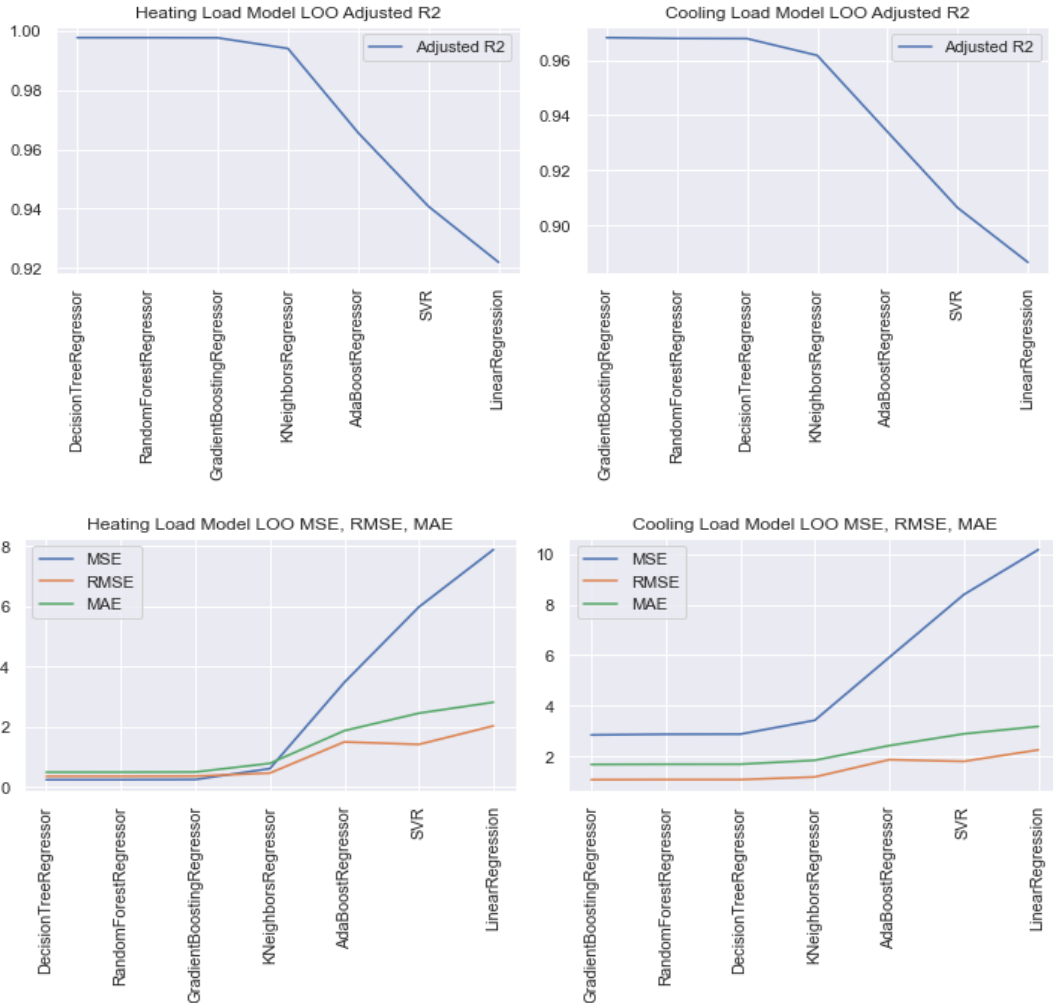 Heating Load Model LOO Adjusted R2
1.00
0.98
0.96
0.94
0.92
Adjusted R2
DecisionTreeRegressor
RandomForestRegressor
GradientBoostingRegressor
KNeighborsRegressor
AdaBoostRegressor
SVR
LinearRegression
Cooling Load Model LOO Adjusted R2
0.96
0.94
0.92
0.90
Adjusted R2
GradientBoostingRegressor
RandomForestRegressor
DecisionTreeRegressor
KNeighborsRegressor
AdaBoostRegressor
SVR
LinearRegression
Heating Load Model LOO MSE, RMSE, MAE
8
6
4
2
0
MSE
RMSE
MAE
DecisionTreeRegressor
RandomForestRegressor
GradientBoostingRegressor
KNeighborsRegressor
AdaBoostRegressor
SVR
LinearRegression
Cooling Load Model LOO MSE, RMSE, MAE
10
8
6
4
2
MSE
RMSE
MAE
GradientBoostingRegressor
RandomForestRegressor
DecisionTreeRegressor
KNeighborsRegressor
AdaBoostRegressor
SVR
LinearRegression